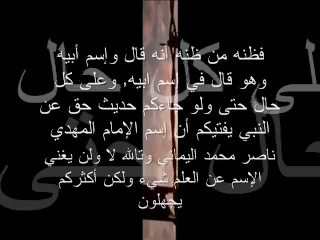 فظنه من ظنه أنه قال وإسم أبيه
وهو قال في إسم ابيه, وعلى كل
حال حتى ولو جاءكم حديث حق عن
النبي يفتيكم أن إسم الإمام المهدي
ناصر محمد اليماني وتالله لا ولن يغني
الإسم عن العلم شيء ولكن أكثركم
يجهلون